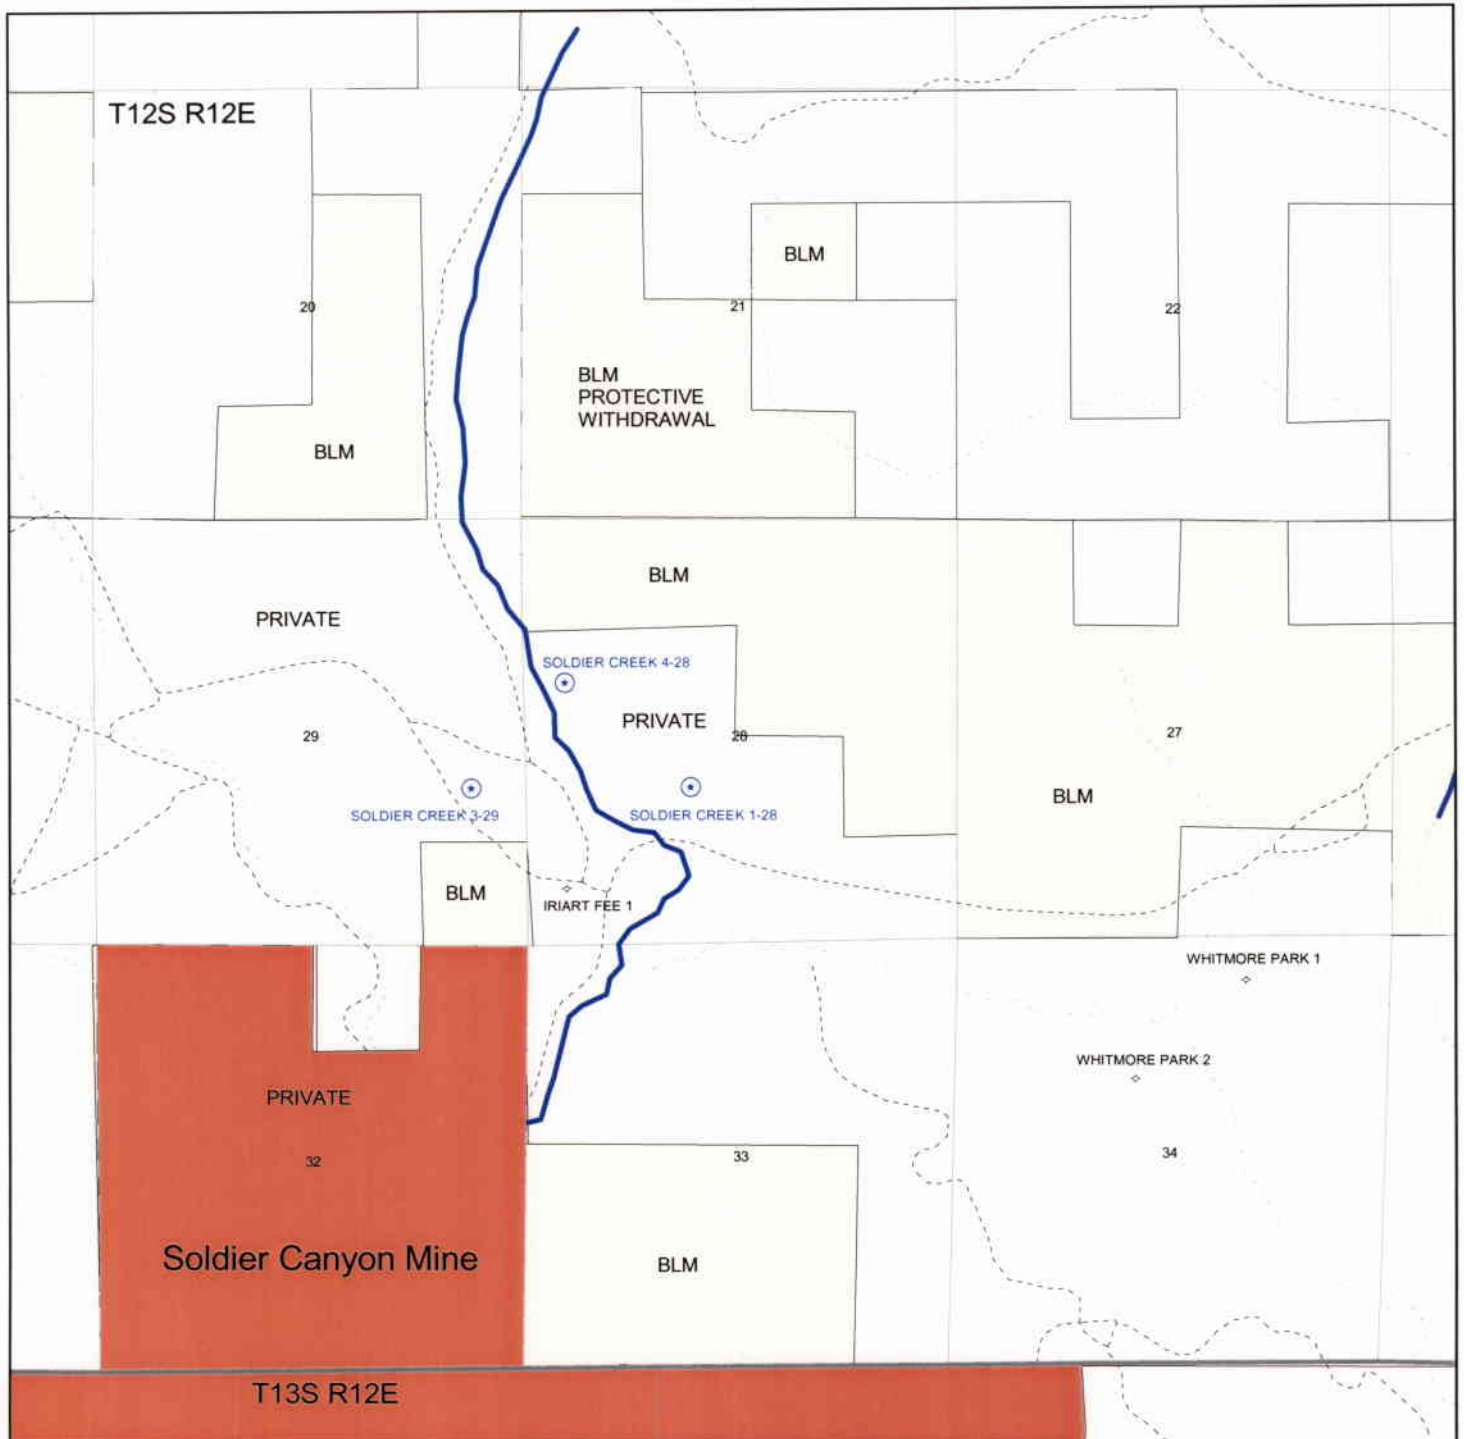 T12S R12E
BLM
20
21
22
BLM
PROTECTIVE
WITHDRAWAL
BLM
BLM
PRIVATE
SOLDIER CREEK 4-28
PRIVATE
29
28
27
BLM
SOLDIER CREEK 3-29
SOLDIER CREEK 1-28
BLM
IRIART FEE 1
WHITMORE PARK 1
WHITMORE PARK 2
PRIVATE
32
33
34
Soldier Canyon Mine
BLM
T13S R12E